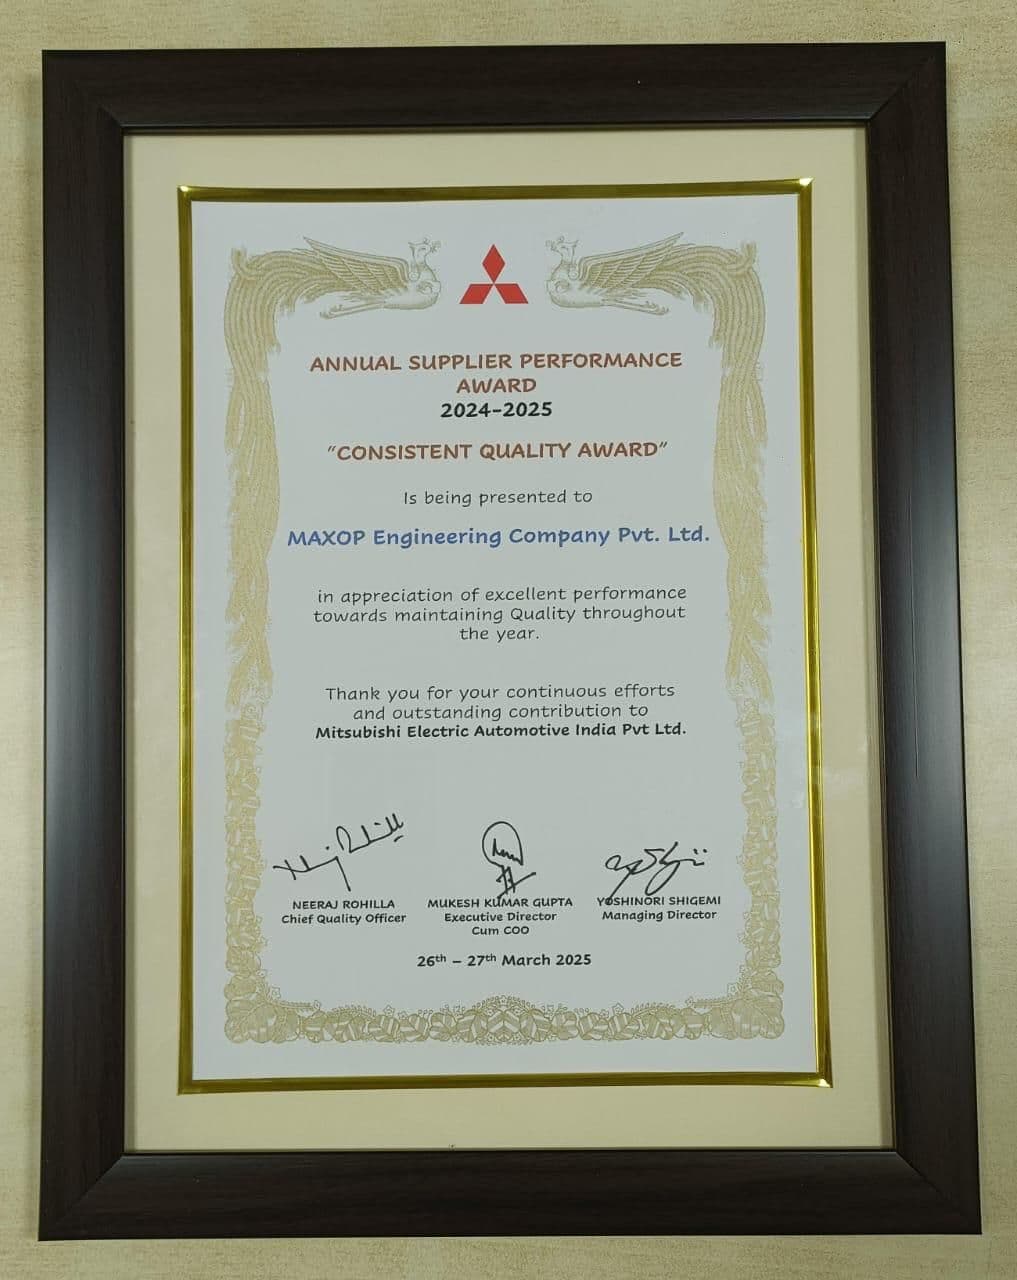 ANNUAL SUPPLIER PERFORMANCE
AWARD
2024-2025
"CONSISTENT QUALITY AWARD"
Is being presented to
MAXOP Engineering Company Pvt. Ltd.
in appreciation of excellent performance
towards maintaining Quality throughout
the year.
Thank you for your continuous efforts
and outstanding contribution to
Mitsubishi Electric Automotive India Pvt Ltd.
NEERAJ ROHILLA
Chief Quality Officer
MUKESH KUMAR GUPTA
Executive Director
Cum COO
YOSHINORI SHIGEMI
Managing Director
26th – 27th March 2025